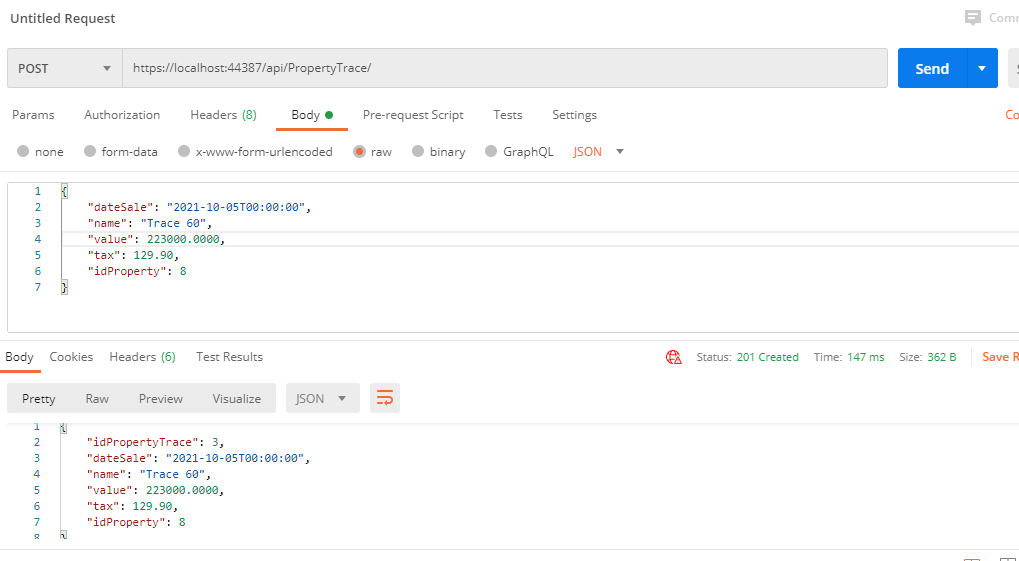 Untitled Request
POST https://localhost:44387/api/PropertyTrace/ Send
Params Authorization Headers (8) Body Pre-request Script Tests Settings
none form-data x-www-form-urlencoded raw binary GraphQL JSON
1 {
2 "dateSale": "2021-10-05T00:00:00",
3 "name": "Trace 60",
4 "value": 223000.0000,
5 "tax": 129.90,
6 "idProperty": 8
7 }
Body Cookies Headers (6) Test Results Status: 201 Created Time: 147 ms Size: 362 B Save
Pretty Raw Preview Visualize JSON
1 {
2 "idPropertyTrace": 3,
3 "dateSale": "2021-10-05T00:00:00",
4 "name": "Trace 60",
5 "value": 223000.0000,
6 "tax": 129.90,
7 "idProperty": 8
8 }